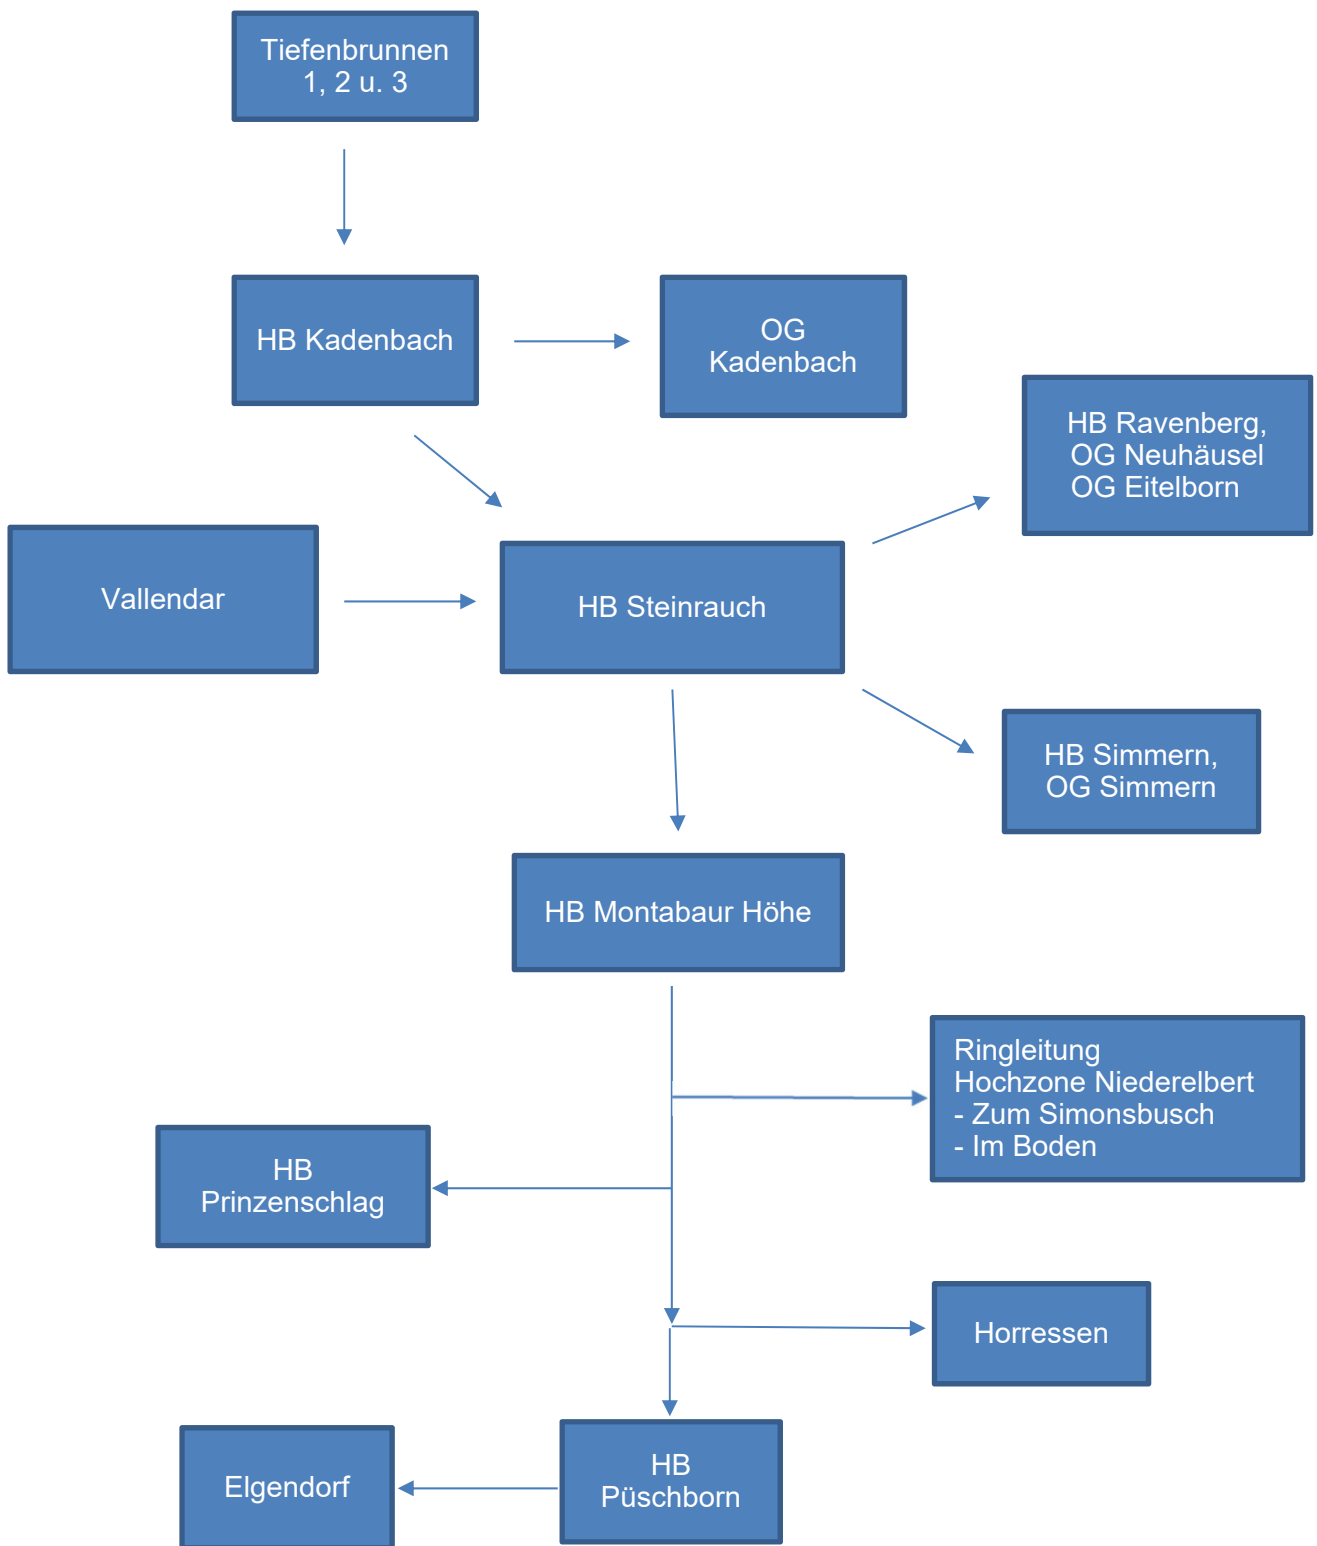 Tiefenbrunnen
1, 2 u. 3
HB Kadenbach
OG
Kadenbach
HB Ravenberg,
OG Neuhäusel
OG Eitelborn
Vallendar
HB Steinrauch
HB Simmern,
OG Simmern
HB Montabaur Höhe
Ringleitung
Hochzone Niederelbert
- Zum Simonsbusch
- Im Boden
HB
Prinzenschlag
Horressen
HB
Püschborn
Elgendorf